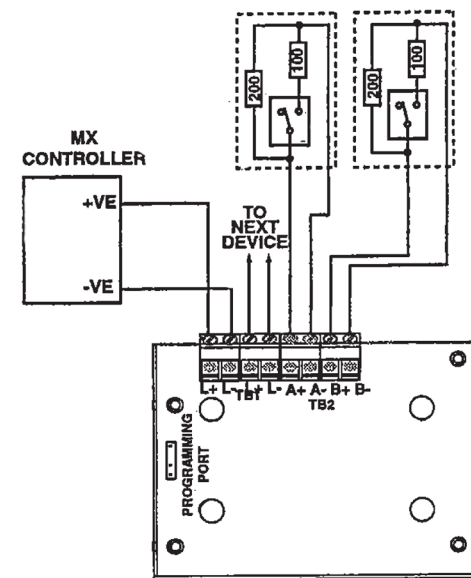 200
100
200
100
MX
CONTROLLER
+VE
-VE
TO
NEXT
DEVICE
L+ L- L+ L- A+ A- B+ B-
TB1 TB2
PROGRAMMING
PORT